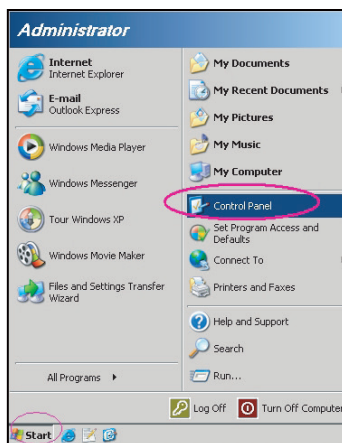 Administrator
Internet
Internet Explorer
E-mail
Outlook Express
Windows Media Player
Windows Messenger
Tour Windows XP
Windows Movie Maker
Files and Settings Transfer
Wizard
All Programs
My Documents
My Recent Documents
My Pictures
My Music
My Computer
Control Panel
Set Program Access and
Defaults
Connect To
Printers and Faxes
Help and Support
Search
Run...
Log Off
Turn Off Computer
Start